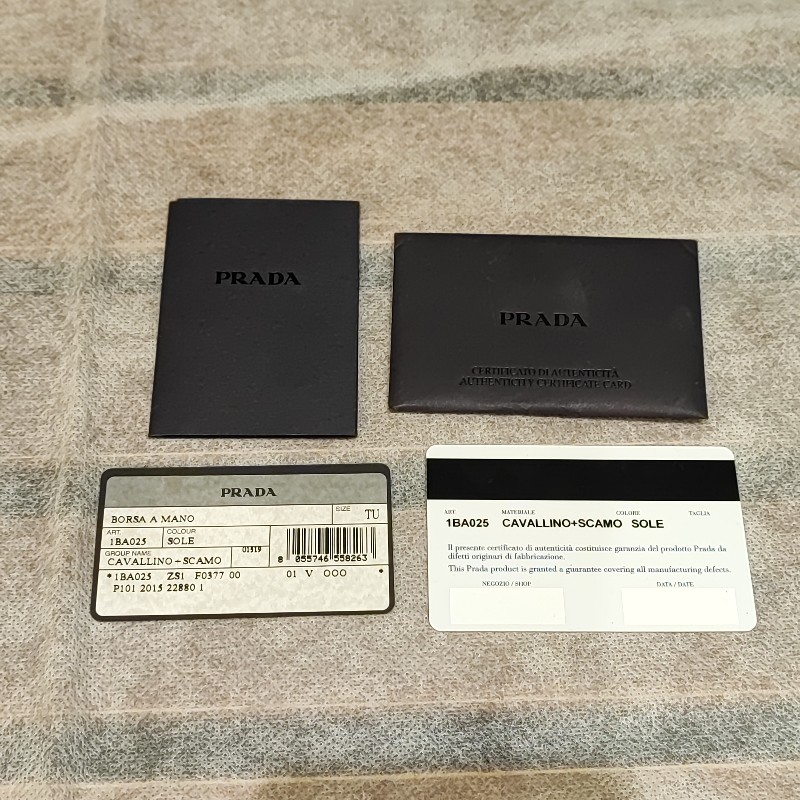 PRADA
PRADA
CERTIFICATO DI AUTENTICITÀ
AUTHENTICITY CERTIFICATE CARD
PRADA
BORSA A MANO
SIZE
TU
ART.
1BA025
COLOUR
SOLE
GROUP NAME
CAVALLINO+SCAMO
01519
8 055746 558263
*1BA025 ZS1 F0377 00 01 V OOO *
P101 2015 22880 1
ART. MATERIALE COLORE TAGLIA
1BA025 CAVALLINO+SCAMO SOLE
Il presente certificato di autenticità costituisce garanzia del prodotto Prada da
difetti originari di fabbricazione.
This Prada product is granted a guarantee covering all manufacturing defects.
NEGOZIO / SHOP DATA / DATE